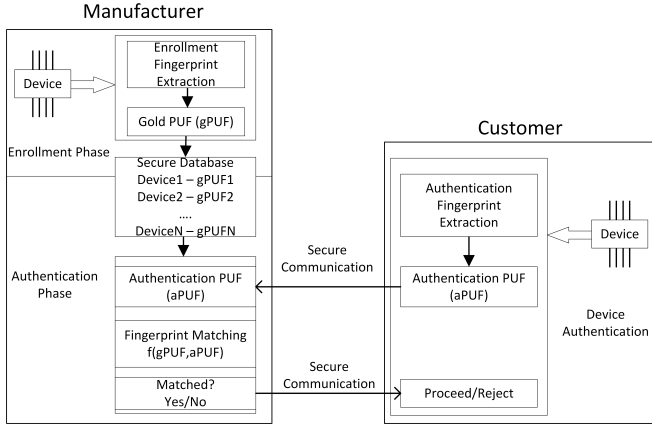 Manufacturer
Enrollment
Fingerprint
Extraction
Device
Gold PUF (gPUF)
Enrollment Phase
Secure Database
Device1 – gPUF1
Device2 – gPUF2
....
DeviceN – gPUFN
Authentication
Phase
Authentication PUF
(aPUF)
Fingerprint Matching
f(gPUF,aPUF)
Matched?
Yes/No
Secure
Communication
Secure
Communication
Customer
Authentication
Fingerprint
Extraction
Device
Authentication PUF
(aPUF)
Device
Authentication
Proceed/Reject